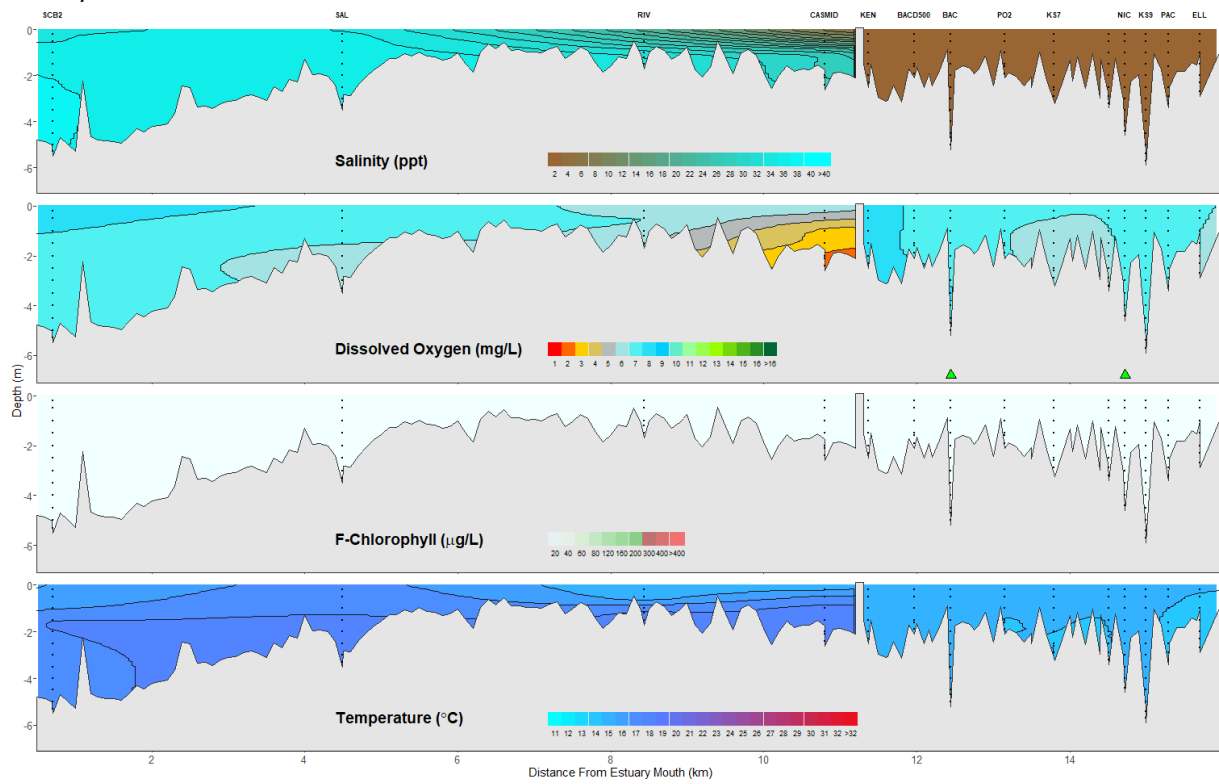 SCB2 SAL RIV CASMID KEN BACD500 BAC PO2 KS7 NIC KS9 PAC ELL
0
-2
-4
-6
Salinity (ppt)
2 4 6 8 10 12 14 16 18 20 22 24 26 28 30 32 34 36 38 40 >40
0
-2
-4
-6
Dissolved Oxygen (mg/L)
1 2 3 4 5 6 7 8 9 10 11 12 13 14 15 16 >16
Depth (m)
0
-2
-4
-6
F-Chlorophyll (µg/L)
20 40 60 80 120 160 200 300 400 >400
0
-2
-4
-6
Temperature (°C)
11 12 13 14 15 16 17 18 19 20 21 22 23 24 25 26 27 28 29 30 31 32 >32
2 4 6 8 10 12 14
Distance From Estuary Mouth (km)